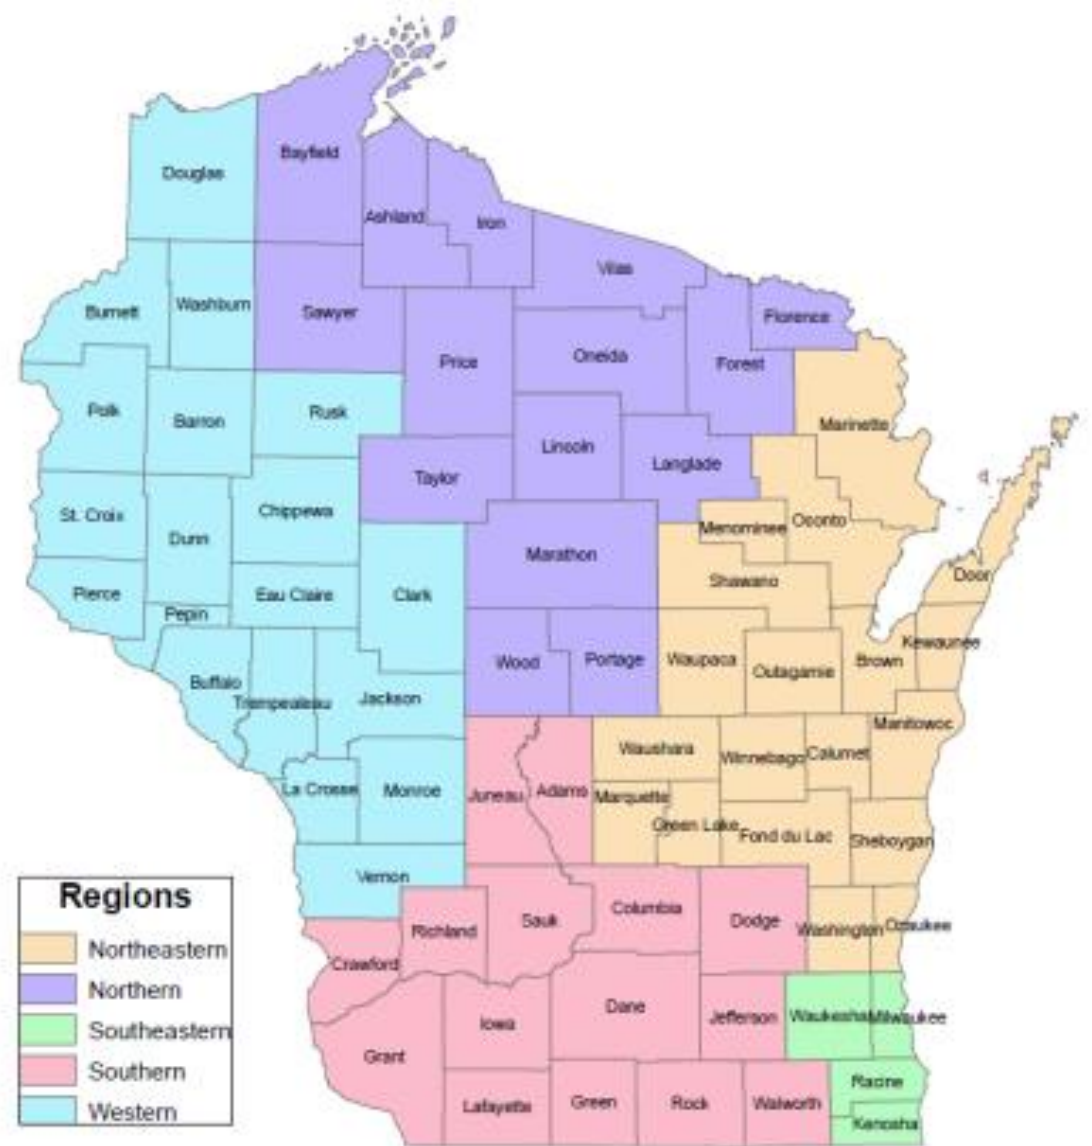 Douglas
Bayfield
Ashland
Iron
Vilas
Burnett
Washburn
Sawyer
Price
Oneida
Forest
Florence
Polk
Barron
Rusk
Lincoln
Langlade
Marinette
Taylor
St. Croix
Dunn
Chippewa
Marathon
Menominee
Oconto
Shawano
Door
Pierce
Pepin
Eau Claire
Clark
Wood
Portage
Waupaca
Outagamie
Brown
Kewaunee
Buffalo
Trempealeau
Jackson
Waushara
Winnebago
Calumet
Manitowoc
La Crosse
Monroe
Juneau
Adams
Marquette
Green Lake
Fond du Lac
Sheboygan
Vernon
Richland
Sauk
Columbia
Dodge
Washington
Ozaukee
Crawford
Grant
Iowa
Dane
Jefferson
Waukesha
Milwaukee
Lafayette
Green
Rock
Walworth
Racine
Kenosha
Regions
Northeastern
Northern
Southeastern
Southern
Western